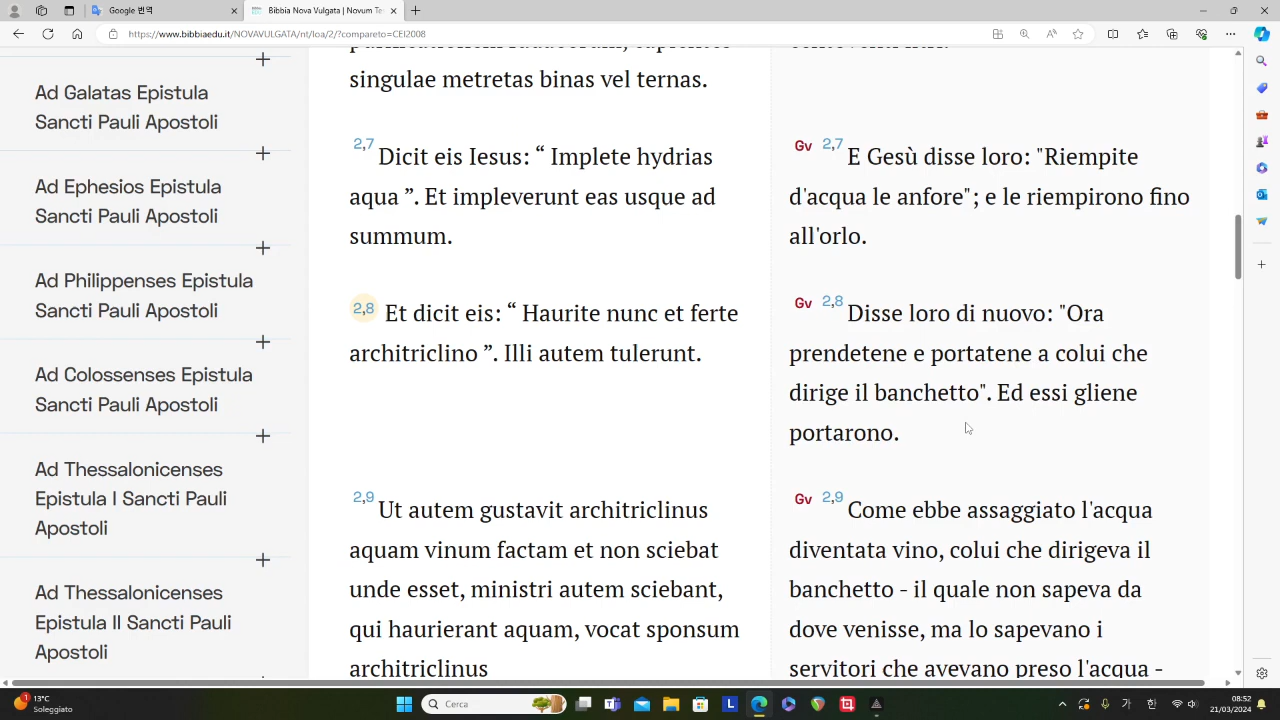 Google 번역
Bibbia Nova Vulgata | Novum Te
https://www.bibbiaedu.it/NOVAVULGATA/nt/Ioa/2/?compareto=CEI2008
Ad Galatas Epistula
Sancti Pauli Apostoli
Ad Ephesios Epistula
Sancti Pauli Apostoli
Ad Philippenses Epistula
Sancti Pauli Apostoli
Ad Colossenses Epistula
Sancti Pauli Apostoli
Ad Thessalonicenses
Epistula I Sancti Pauli
Apostoli
Ad Thessalonicenses
Epistula II Sancti Pauli
Apostoli
singulae metretas binas vel ternas.
2,7 Dicit eis Iesus: “ Implete hydrias
aqua ”. Et impleverunt eas usque ad
summum.
2,8 Et dicit eis: “ Haurite nunc et ferte
architriclino ”. Illi autem tulerunt.
2,9 Ut autem gustavit architriclinus
aquam vinum factam et non sciebat
unde esset, ministri autem sciebant,
qui haurierant aquam, vocat sponsum
architriclinus
Gv 2,7 E Gesù disse loro: "Riempite
d'acqua le anfore"; e le riempirono fino
all'orlo.
Gv 2,8 Disse loro di nuovo: "Ora
prendetene e portatene a colui che
dirige il banchetto". Ed essi gliene
portarono.
Gv 2,9 Come ebbe assaggiato l'acqua
diventata vino, colui che dirigeva il
banchetto - il quale non sapeva da
dove venisse, ma lo sapevano i
servitori che avevano preso l'acqua -
1
13°C
Soleggiato
Cerca
한
08:52
21/03/2024